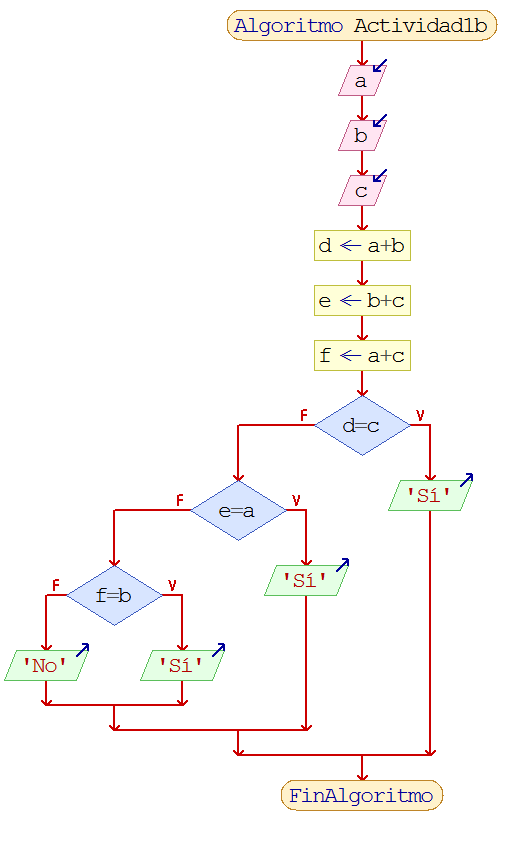 Algoritmo Actividad1b
a
b
c
d ← a+b
e ← b+c
f ← a+c
d=c
F
V
'Sí'
e=a
F
V
'Sí'
f=b
F
V
'No'
'Sí'
FinAlgoritmo